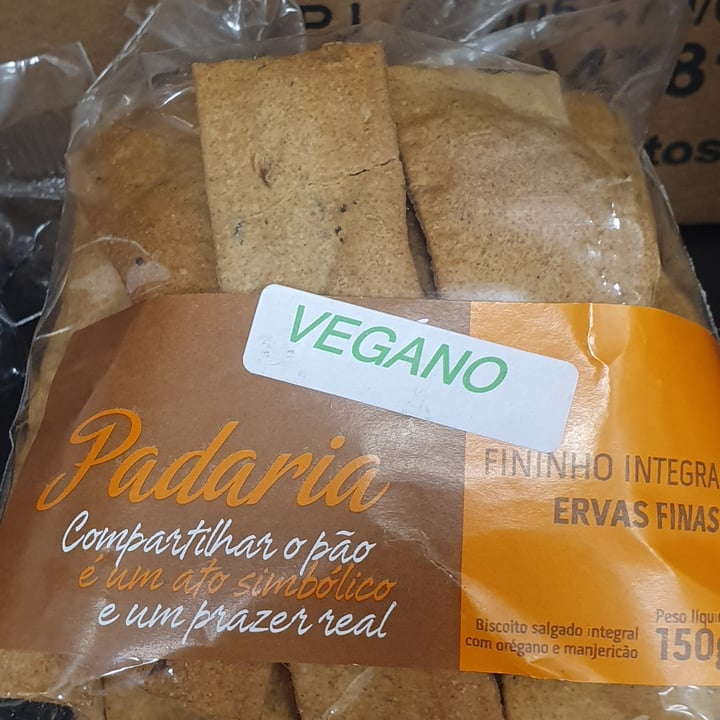 VEGANO
Padaria
Compartilhar o pão
é um ato simbólico
e um prazer real
FININHO INTEGRA
ERVAS FINAS
Biscoito salgado integral
com orégano e manjericão
Peso líqui
150g